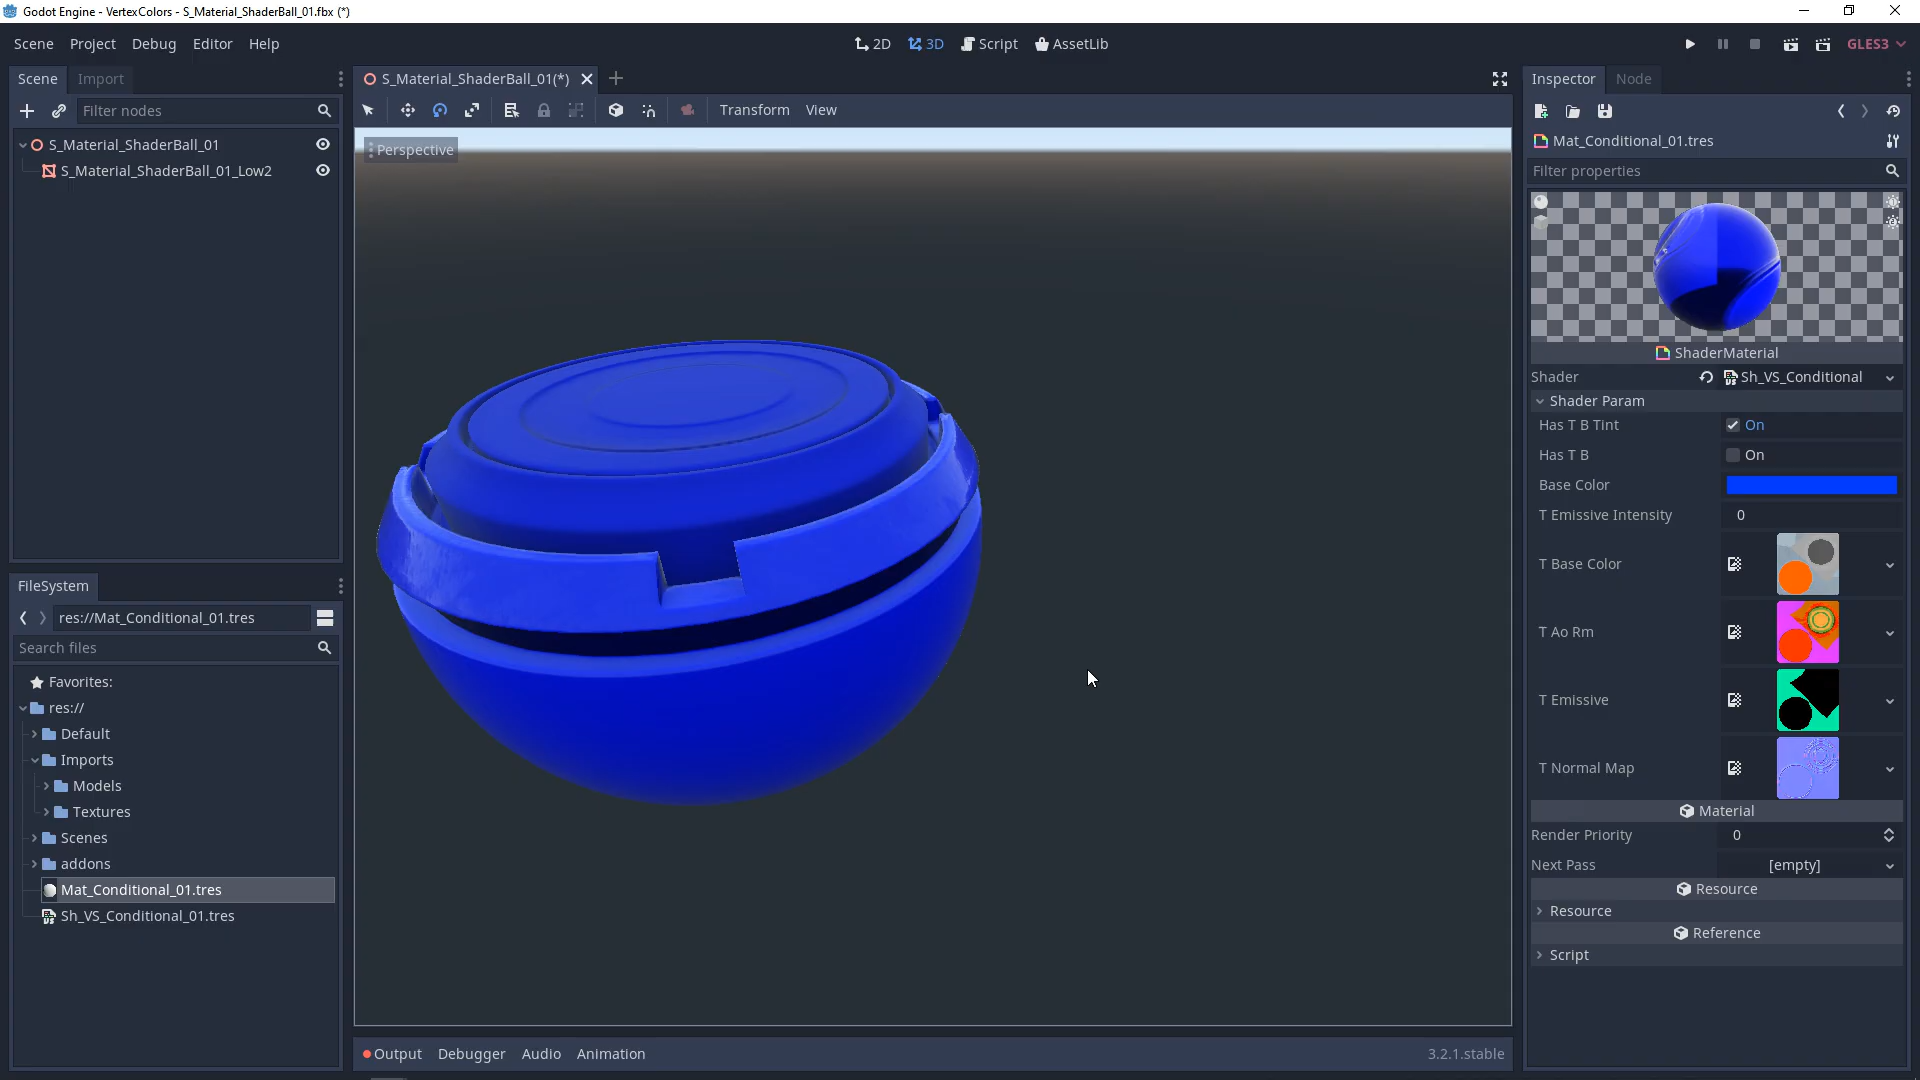 Godot Engine - VertexColors - S_Material_ShaderBall_01.fbx (*)
Scene Project Debug Editor Help
2D 3D Script AssetLib
GLES3
Scene Import
Filter nodes
S_Material_ShaderBall_01
S_Material_ShaderBall_01_Low2
S_Material_ShaderBall_01(*)
Transform View
Perspective
FileSystem
res://Mat_Conditional_01.tres
Search files
Favorites:
res://
Default
Imports
Models
Textures
Scenes
addons
Mat_Conditional_01.tres
Sh_VS_Conditional_01.tres
Output Debugger Audio Animation
3.2.1.stable
Inspector Node
Mat_Conditional_01.tres
Filter properties
ShaderMaterial
Shader Sh_VS_Conditional
Shader Param
Has T B Tint On
Has T B On
Base Color
T Emissive Intensity 0
T Base Color
T Ao Rm
T Emissive
T Normal Map
Material
Render Priority 0
Next Pass [empty]
Resource
Resource
Reference
Script